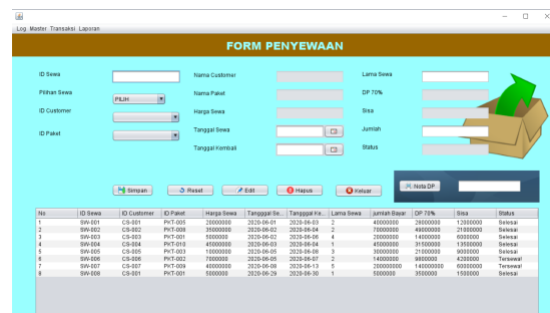 Log Master Transaksi Laporan
FORM PENYEWAAN
ID Sewa Nama Customer Lama Sewa
Pilihan Sewa PILIH Nama Paket DP 70%
ID Customer Harga Sewa Sisa
ID Paket Tanggal Sewa Jumlah
Tanggal Kembali Status
Simpan Reset Edit Hapus Keluar Nota DP
No ID Sewa ID Customer ID Paket Harga Sewa Tangggal Se... Tangggal Ke... Lama Sewa jumlah Bayar DP 70% Sisa Status
1 SW-001 CS-001 PKT-005 20000000 2020-06-01 2020-06-03 2 40000000 28000000 12000000 Selesai
2 SW-002 CS-002 PKT-008 35000000 2020-06-02 2020-06-04 2 70000000 49000000 21000000 Selesai
3 SW-003 CS-003 PKT-001 5000000 2020-06-02 2020-06-06 4 20000000 14000000 6000000 Selesai
4 SW-004 CS-004 PKT-010 45000000 2020-06-03 2020-06-04 1 45000000 31500000 13500000 Selesai
5 SW-005 CS-005 PKT-003 10000000 2020-06-05 2020-06-08 3 30000000 21000000 9000000 Selesai
6 SW-006 CS-006 PKT-002 7000000 2020-06-05 2020-06-07 2 14000000 9800000 4200000 Tersewa!
7 SW-007 CS-007 PKT-009 40000000 2020-06-08 2020-06-13 5 200000000 140000000 60000000 Tersewa!
8 SW-008 CS-001 PKT-001 5000000 2020-06-29 2020-06-30 1 5000000 3500000 1500000 Selesai